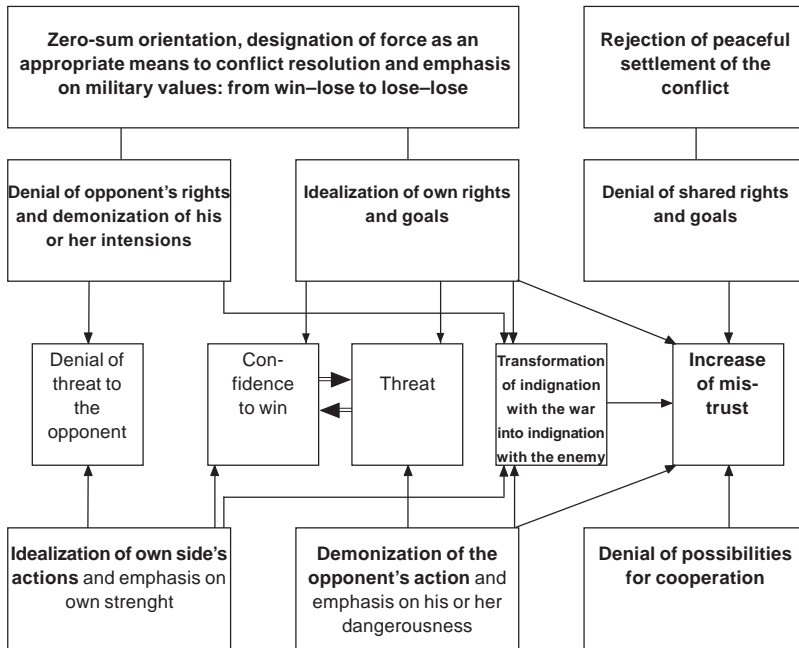 Zero-sum orientation, designation of force as an
appropriate means to conflict resolution and emphasis
on military values: from win–lose to lose–lose
Rejection of peaceful
settlement of the
conflict
Denial of opponent’s rights
and demonization of his
or her intensions
Idealization of own rights
and goals
Denial of shared rights
and goals
Denial of
threat to
the
opponent
Con-
fidence
to win
Threat
Transformation
of indignation
with the war
into indignation
with the enemy
Increase
of mis-
trust
Idealization of own side’s
actions and emphasis on
own strenght
Demonization of the
opponent’s action and
emphasis on his or her
dangerousness
Denial of possibilities
for cooperation